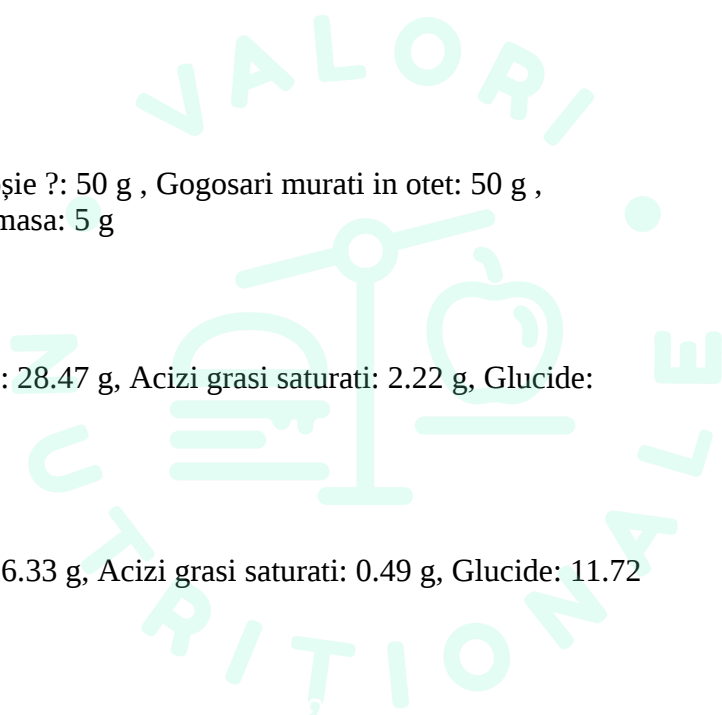 VALORI
șie ?: 50 g , Gogosari murati in otet: 50 g ,
masa: 5 g
: 28.47 g, Acizi grasi saturati: 2.22 g, Glucide:
6.33 g, Acizi grasi saturati: 0.49 g, Glucide: 11.72
NUTRIȚIONALE